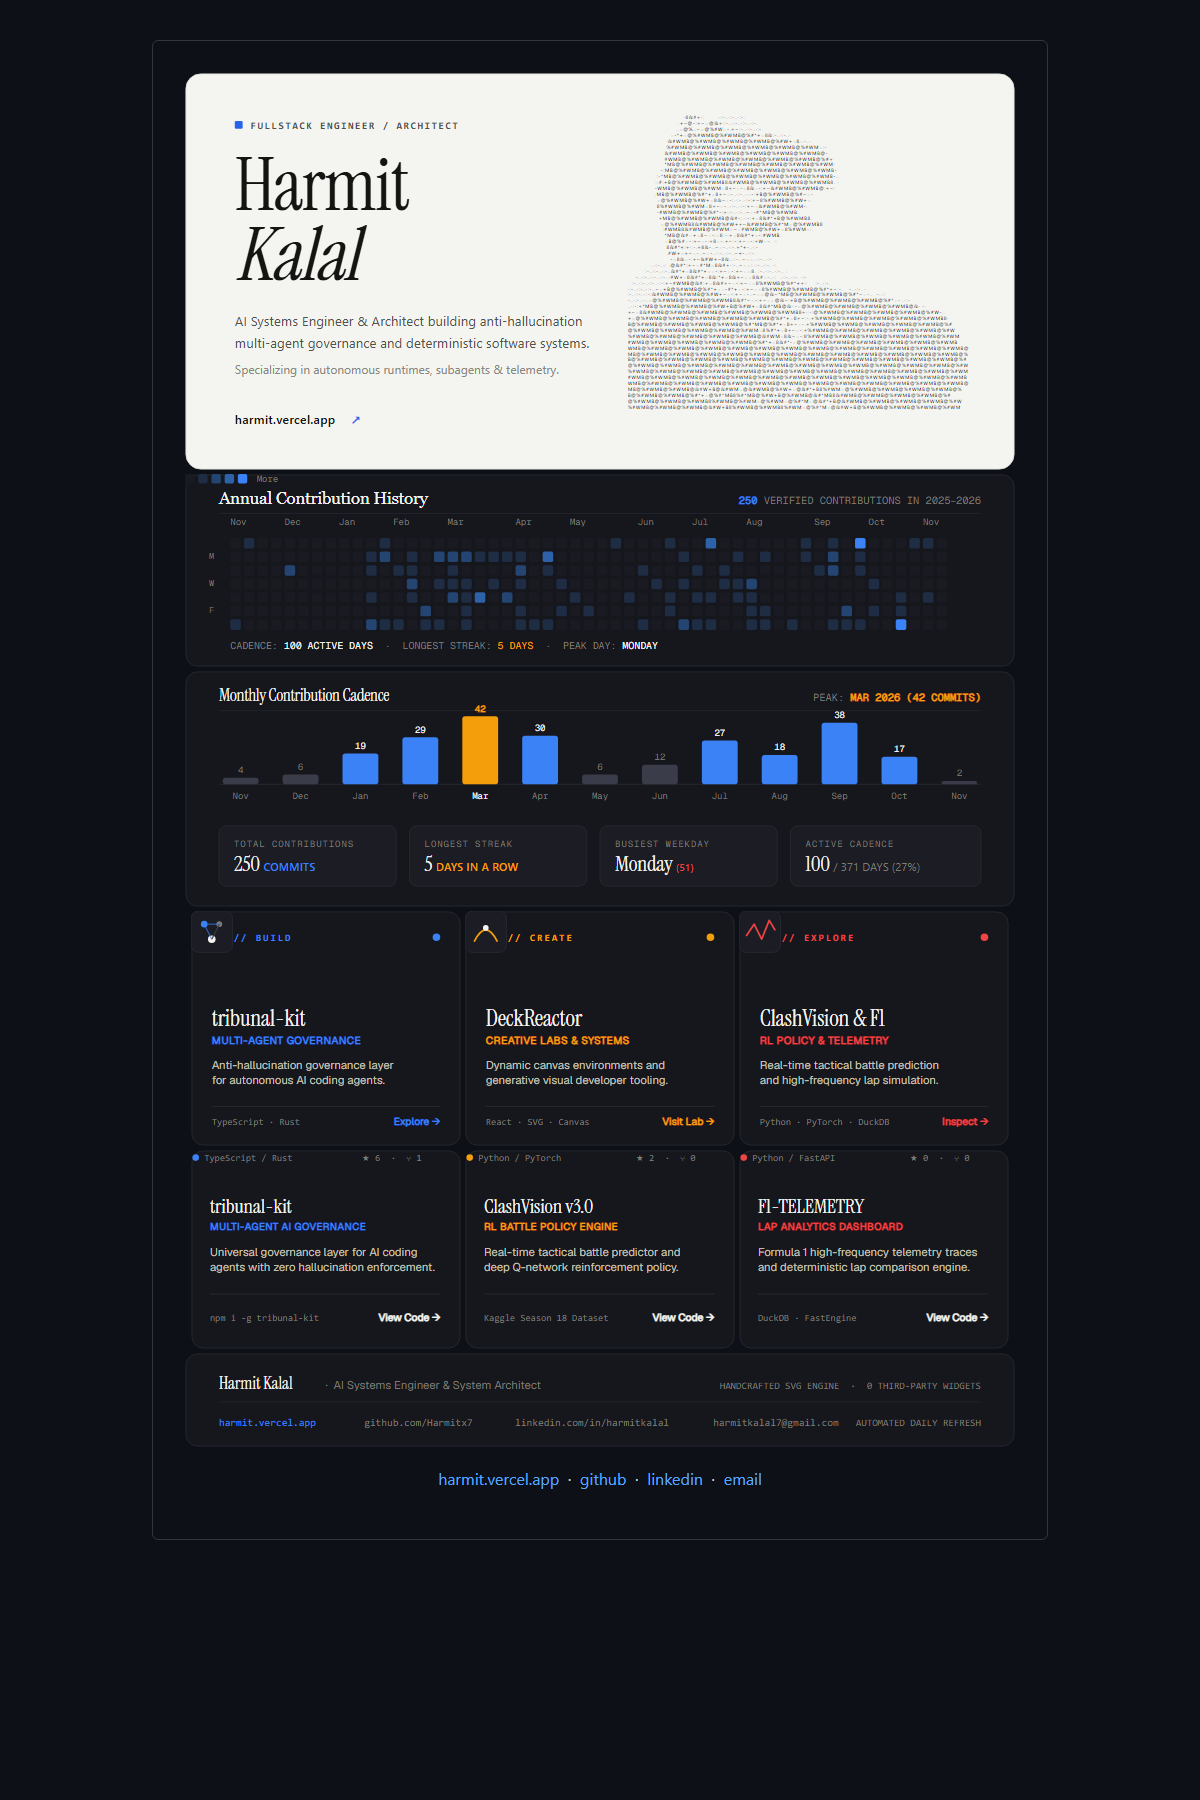 FULLSTACK ENGINEER / ARCHITECT
Harmit
Kalal
AI Systems Engineer & Architect building anti-hallucination
multi-agent governance and deterministic software systems.
Specializing in autonomous runtimes, subagents & telemetry.
harmit.vercel.app ↗
More
Annual Contribution History
250 VERIFIED CONTRIBUTIONS IN 2025-2026
Nov Dec Jan Feb Mar Apr May Jun Jul Aug Sep Oct Nov
M
W
F
CADENCE: 100 ACTIVE DAYS · LONGEST STREAK: 5 DAYS · PEAK DAY: MONDAY
Monthly Contribution Cadence
PEAK: MAR 2026 (42 COMMITS)
4 6 19 29 42 30 6 12 27 18 38 17 2
Nov Dec Jan Feb Mar Apr May Jun Jul Aug Sep Oct Nov
TOTAL CONTRIBUTIONS
250 COMMITS
LONGEST STREAK
5 DAYS IN A ROW
BUSIEST WEEKDAY
Monday (51)
ACTIVE CADENCE
100 / 371 DAYS (27%)
// BUILD
tribunal-kit
MULTI-AGENT GOVERNANCE
Anti-hallucination governance layer
for autonomous AI coding agents.
TypeScript · Rust
Explore →
// CREATE
DeckReactor
CREATIVE LABS & SYSTEMS
Dynamic canvas environments and
generative visual developer tooling.
React · SVG · Canvas
Visit Lab →
// EXPLORE
ClashVision & F1
RL POLICY & TELEMETRY
Real-time tactical battle prediction
and high-frequency lap simulation.
Python · PyTorch · DuckDB
Inspect →
TypeScript / Rust ★ 6 · ⑂ 1
tribunal-kit
MULTI-AGENT AI GOVERNANCE
Universal governance layer for AI coding
agents with zero hallucination enforcement.
npm i -g tribunal-kit
View Code →
Python / PyTorch ★ 2 · ⑂ 0
ClashVision v3.0
RL BATTLE POLICY ENGINE
Real-time tactical battle predictor and
deep Q-network reinforcement policy.
Kaggle Season 18 Dataset
View Code →
Python / FastAPI ★ 0 · ⑂ 0
F1-TELEMETRY
LAP ANALYTICS DASHBOARD
Formula 1 high-frequency telemetry traces
and deterministic lap comparison engine.
DuckDB · FastEngine
View Code →
Harmit Kalal · AI Systems Engineer & System Architect
HANDCRAFTED SVG ENGINE · 0 THIRD-PARTY WIDGETS
harmit.vercel.app github.com/Harmitx7 linkedin.com/in/harmitkalal harmitkalal7@gmail.com AUTOMATED DAILY REFRESH
harmit.vercel.app · github · linkedin · email